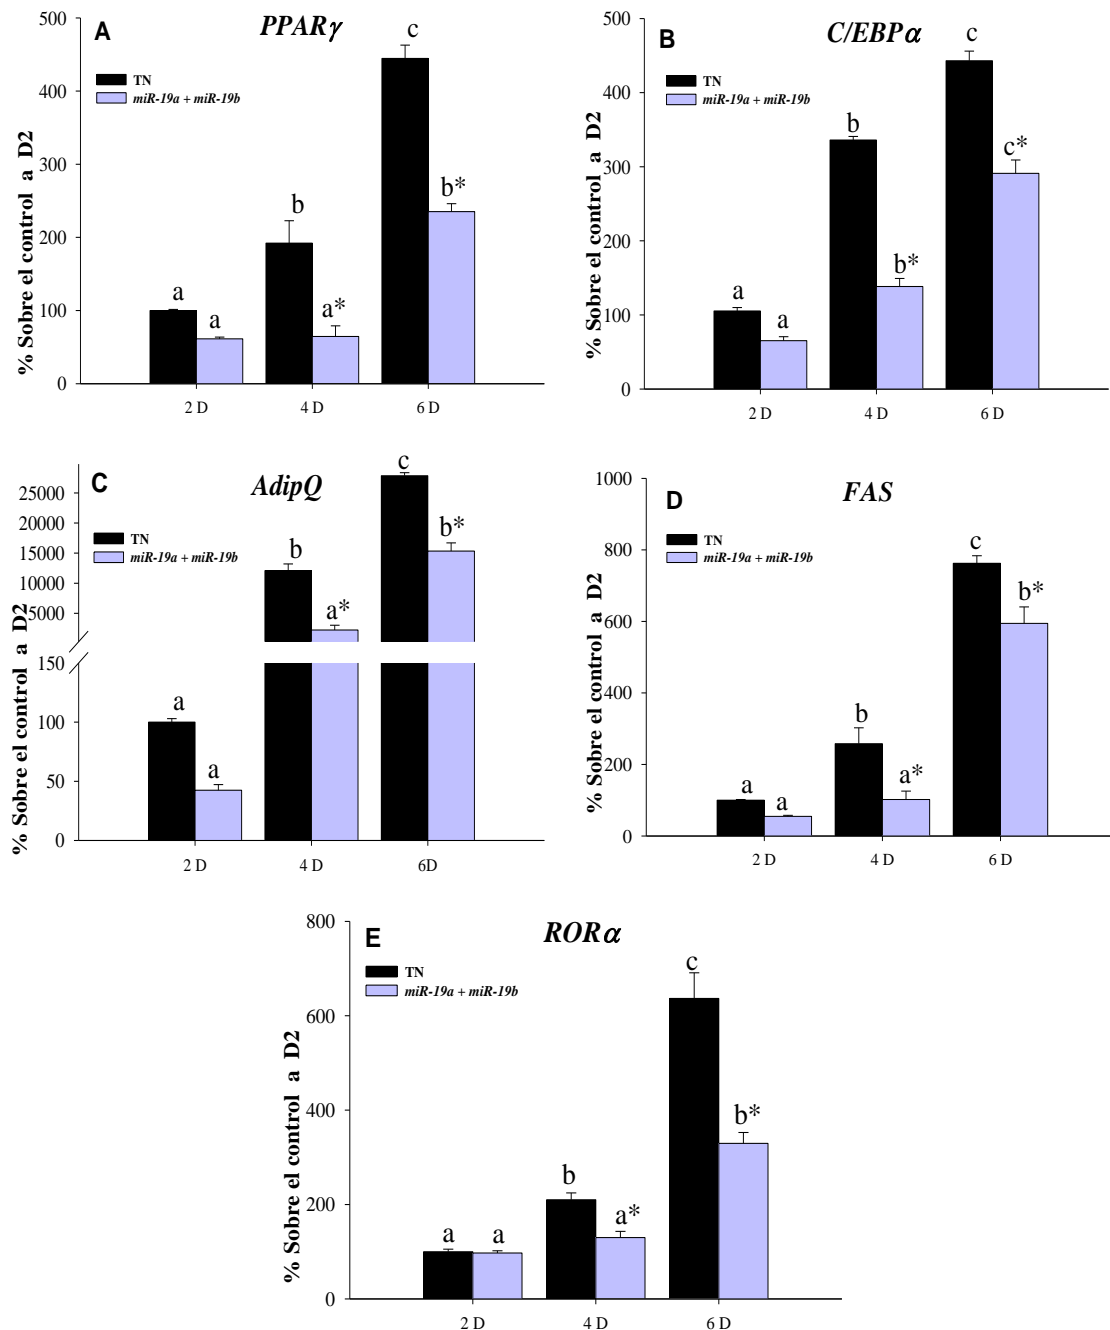 A
PPARγ
TN
miR-19a + miR-19b
% Sobre el control a D2
500
400
300
200
100
0
a
a
b
a*
c
b*
2 D
4 D
6 D
B
C/EBPα
TN
miR-19a + miR-19b
% Sobre el control a D2
500
400
300
200
100
0
a
a
b
b*
c
c*
2 D
4 D
6 D
C
AdipQ
TN
miR-19a + miR-19b
% Sobre el control a D2
25000
20000
15000
10000
5000
150
100
50
0
a
a
b
a*
c
b*
2 D
4 D
6D
D
FAS
TN
miR-19a + miR-19b
% Sobre el control a D2
1000
800
600
400
200
0
a
a
b
a*
c
b*
2 D
4 D
6 D
E
RORα
TN
miR-19a + miR-19b
% Sobre el control a D2
800
600
400
200
0
a
a
b
a*
c
b*
2 D
4 D
6 D